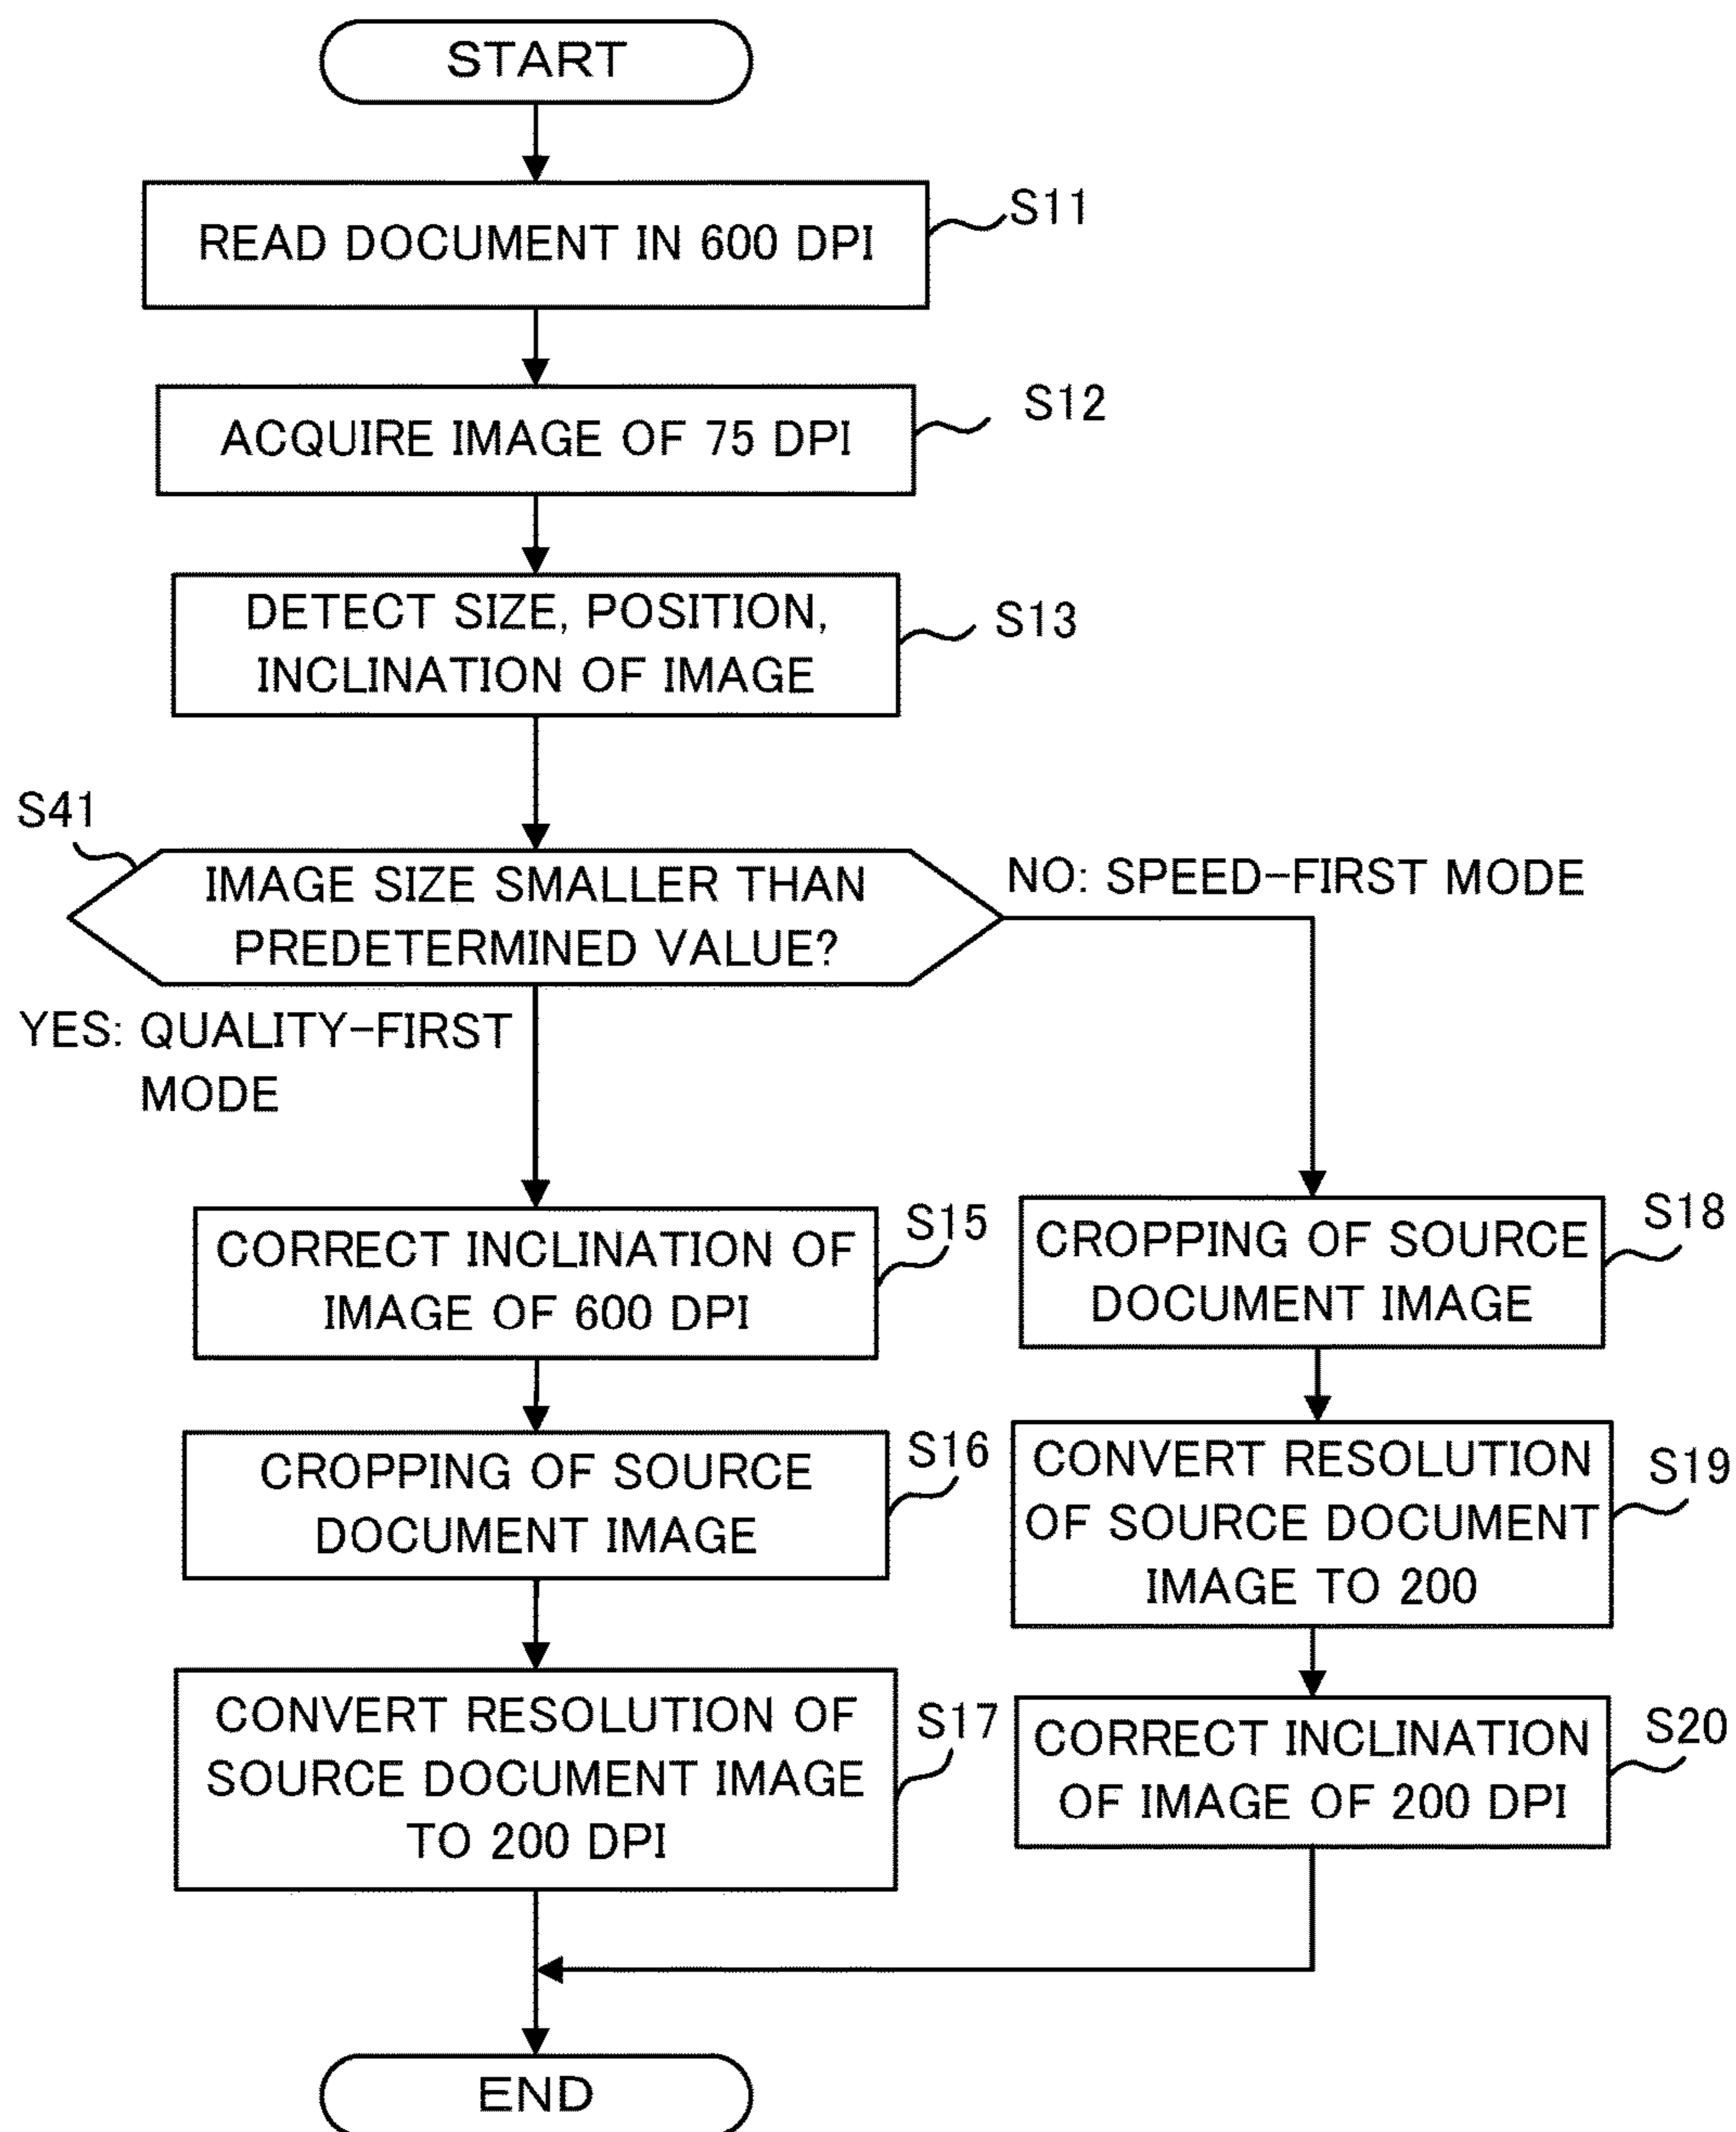 START
READ DOCUMENT IN 600 DPI
S11
ACQUIRE IMAGE OF 75 DPI
S12
DETECT SIZE, POSITION,
INCLINATION OF IMAGE
S13
S41
IMAGE SIZE SMALLER THAN
PREDETERMINED VALUE?
NO: SPEED-FIRST MODE
YES: QUALITY-FIRST
MODE
CORRECT INCLINATION OF
IMAGE OF 600 DPI
S15
CROPPING OF SOURCE
DOCUMENT IMAGE
S16
CONVERT RESOLUTION OF
SOURCE DOCUMENT IMAGE
TO 200 DPI
S17
CROPPING OF SOURCE
DOCUMENT IMAGE
S18
CONVERT RESOLUTION
OF SOURCE DOCUMENT
IMAGE TO 200
S19
CORRECT INCLINATION
OF IMAGE OF 200 DPI
S20
END